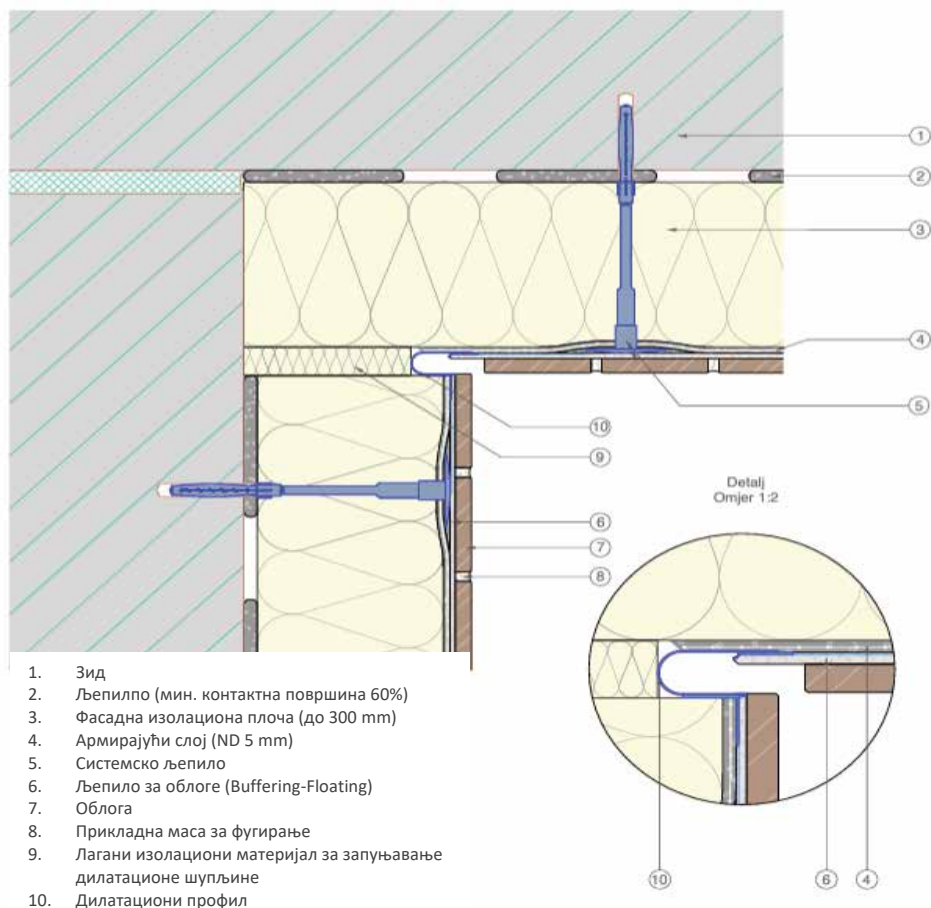 1
2
3
4
5
10
9
Detalj
Omjer 1:2
6
7
8
1. Зид
2. Љепилпо (мин. контактна површина 60%)
3. Фасадна изолациона плоча (до 300 mm)
4. Армирајући слој (ND 5 mm)
5. Системско љепило
6. Љепило за облоге (Buffering-Floating)
7. Облога
8. Прикладна маса за фугирање
9. Лагани изолациони материјал за запуњавање
дилатационе шупљине
10. Дилатациони профил
10
6
4